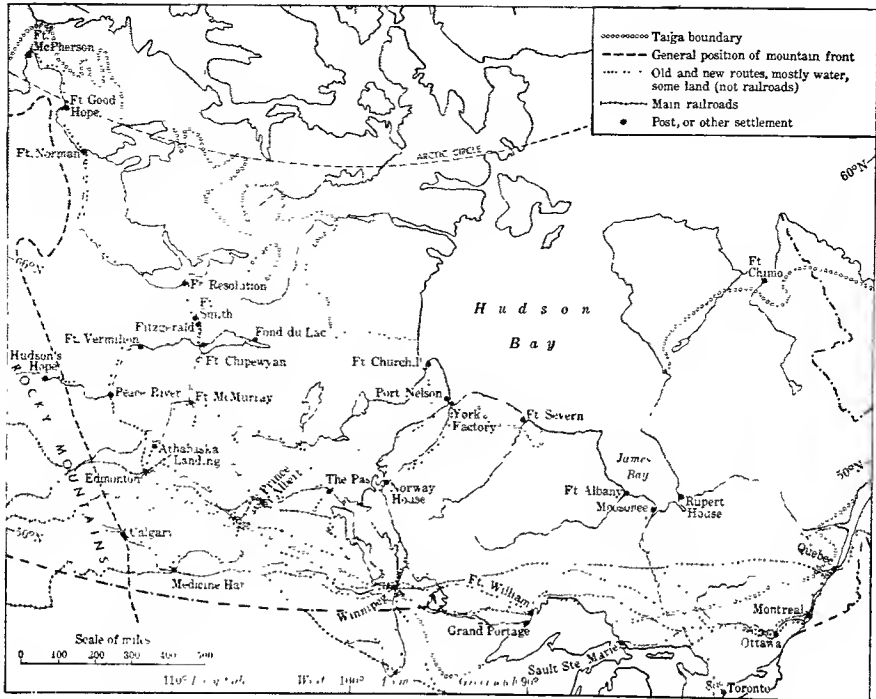 Taiga boundary
General position of mountain front
Old and new routes, mostly water,
some land (not railroads)
Main railroads
Post, or other settlement
Ft.
McPherson
Ft Good
Hope
Ft. Norman
ARCTIC CIRCLE
60°N
Ft Resolution
Ft
Smith
Fitzgerald
Fond du Lac
Ft. Vermilion
Ft Chipewyan
Hudson's
Hope
Peace River
Ft McMurray
Athabaska
Landing
Edmonton
ROCKY MOUNTAINS
Prince
Albert
The Pas
Norway
House
50°N
Calgary
Medicine Hat
Winnipeg
Ft
Chimo
Hudson
Bay
Ft Churchill
Port Nelson
York
Factory
Ft Severn
James
Bay
Ft Albany
Moosonee
Rupert
House
50°N
Quebec
Ft. William
Grand Portage
Montreal
Ottawa
Sault Ste Marie
Toronto
Scale of miles
0 100 200 300 400 500
110°
100°
90°